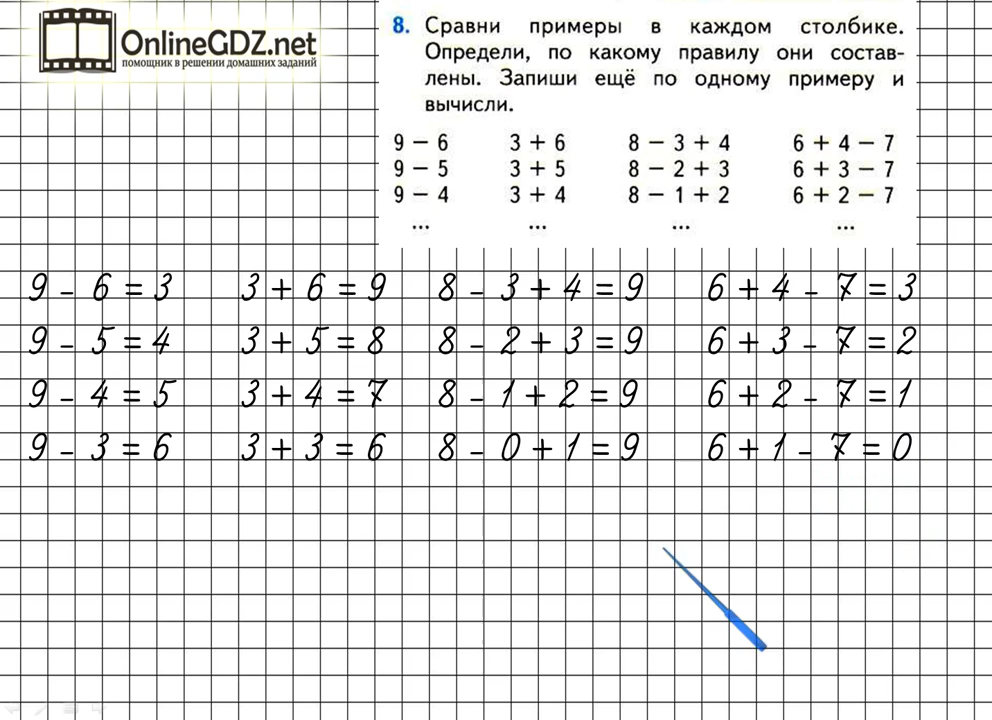 OnlineGDZ.net
помощник в решении домашних заданий
8. Сравни примеры в каждом столбике.
Определи, по какому правилу они состав-
лены. Запиши ещё по одному примеру и
вычисли.
9 − 6 3 + 6 8 − 3 + 4 6 + 4 − 7
9 − 5 3 + 5 8 − 2 + 3 6 + 3 − 7
9 − 4 3 + 4 8 − 1 + 2 6 + 2 − 7
... ... ... ...
9 - 6 = 3 3 + 6 = 9 8 - 3 + 4 = 9 6 + 4 - 7 = 3
9 - 5 = 4 3 + 5 = 8 8 - 2 + 3 = 9 6 + 3 - 7 = 2
9 - 4 = 5 3 + 4 = 7 8 - 1 + 2 = 9 6 + 2 - 7 = 1
9 - 3 = 6 3 + 3 = 6 8 - 0 + 1 = 9 6 + 1 - 7 = 0